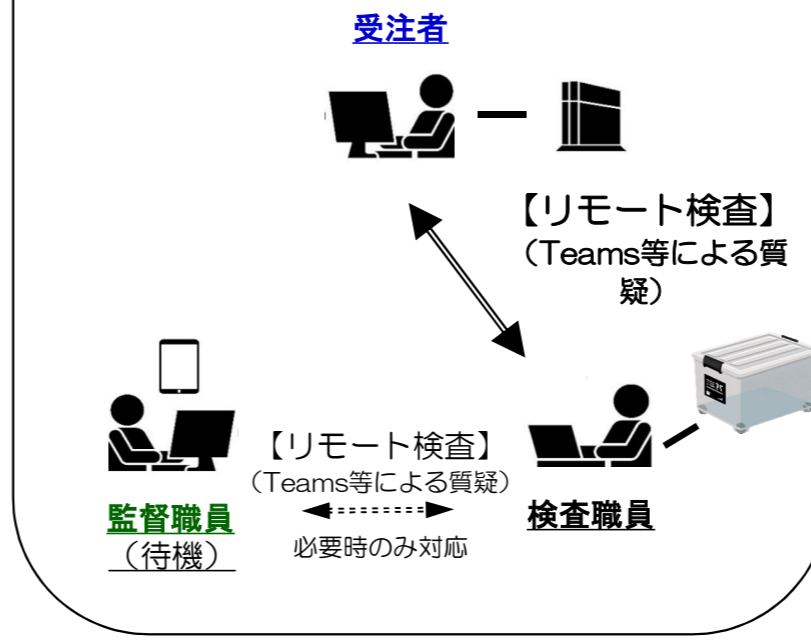 受注者
【リモート検査】
（Teams等による質
疑）
【リモート検査】
（Teams等による質疑）
監督職員
（待機）
必要時のみ対応
検査職員